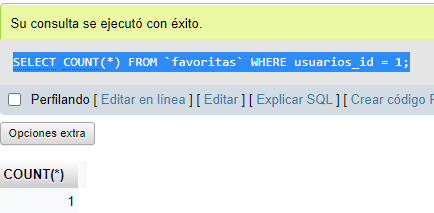 Su consulta se ejecutó con éxito.
SELECT COUNT(*) FROM `favoritas` WHERE usuarios_id = 1;
Perfilando [ Editar en línea ] [ Editar ] [ Explicar SQL ] [ Crear código
Opciones extra
COUNT(*)
1